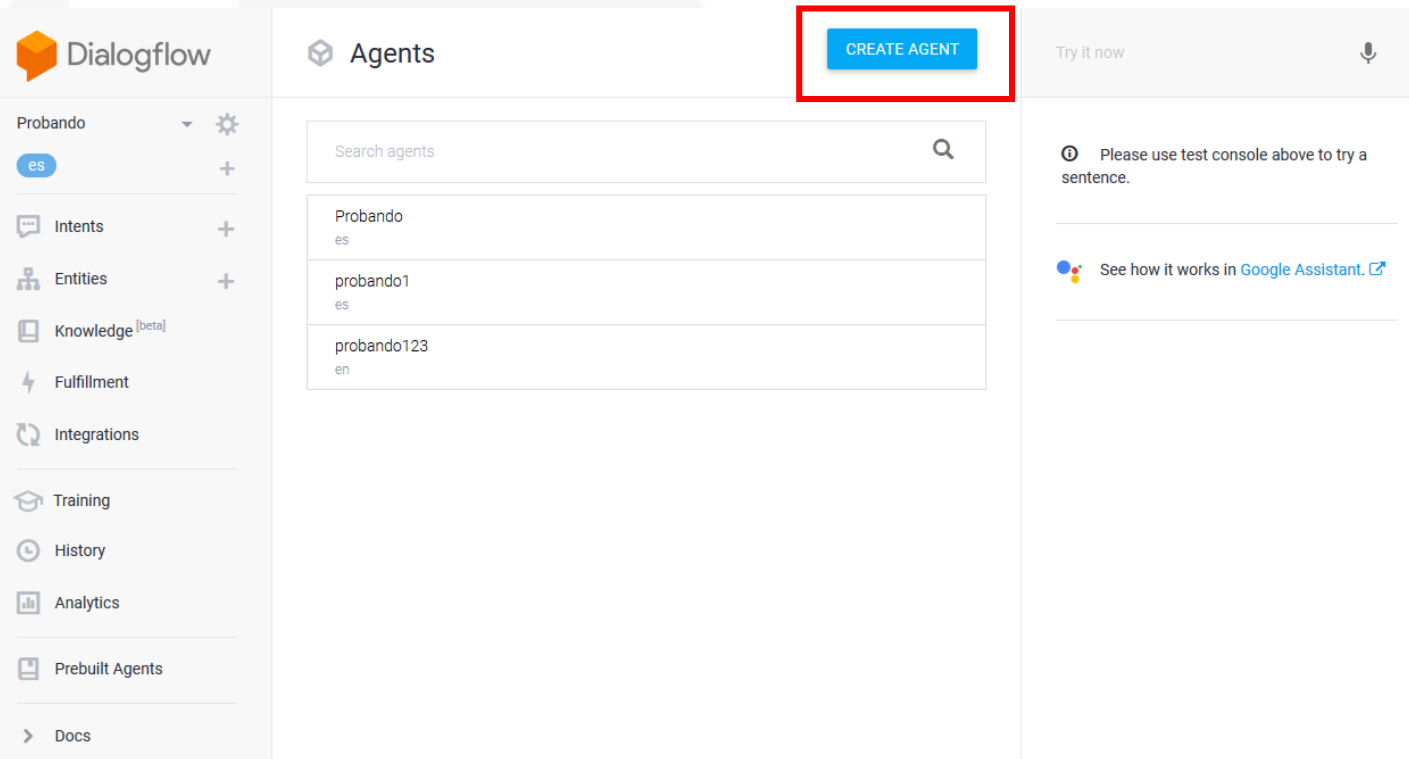 Dialogflow
Probando
es
Intents
Entities
Knowledge [beta]
Fulfillment
Integrations
Training
History
Analytics
Prebuilt Agents
Docs
Agents
CREATE AGENT
Search agents
Probando
es
probando1
es
probando123
en
Try it now
Please use test console above to try a
sentence.
See how it works in Google Assistant.